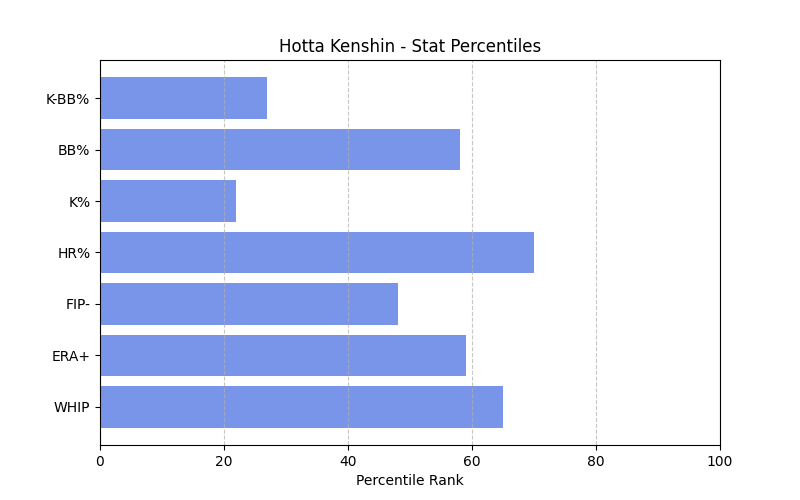 Hotta Kenshin - Stat Percentiles
K-BB%
BB%
K%
HR%
FIP-
ERA+
WHIP
0 20 40 60 80 100
Percentile Rank